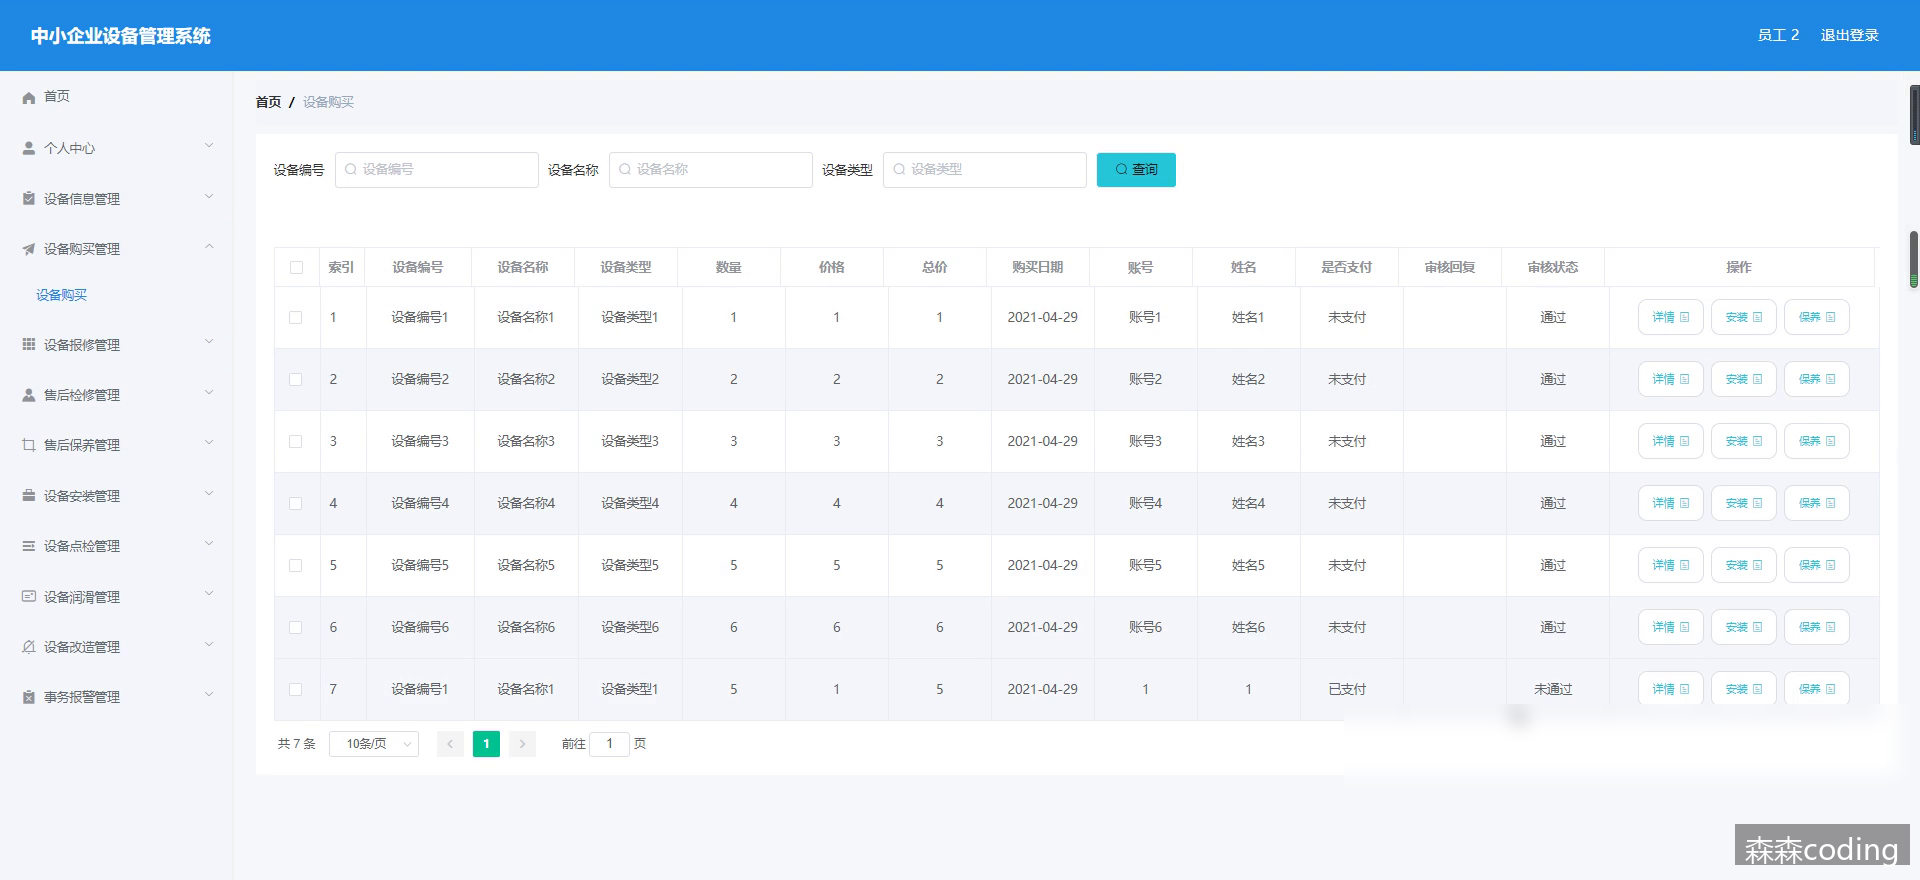 中小企业设备管理系统
员工 2 退出登录
首页
个人中心
设备信息管理
设备购买管理
设备购买
设备报修管理
售后检修管理
售后保养管理
设备安装管理
设备点检管理
设备润滑管理
设备改造管理
事务报警管理
首页 / 设备购买
设备编号 设备编号 设备名称 设备名称 设备类型 设备类型 查询
索引 设备编号 设备名称 设备类型 数量 价格 总价 购买日期 账号 姓名 是否支付 审核回复 审核状态 操作
1 设备编号1 设备名称1 设备类型1 1 1 1 2021-04-29 账号1 姓名1 未支付 通过 详情 安装 保养
2 设备编号2 设备名称2 设备类型2 2 2 2 2021-04-29 账号2 姓名2 未支付 通过 详情 安装 保养
3 设备编号3 设备名称3 设备类型3 3 3 3 2021-04-29 账号3 姓名3 未支付 通过 详情 安装 保养
4 设备编号4 设备名称4 设备类型4 4 4 4 2021-04-29 账号4 姓名4 未支付 通过 详情 安装 保养
5 设备编号5 设备名称5 设备类型5 5 5 5 2021-04-29 账号5 姓名5 未支付 通过 详情 安装 保养
6 设备编号6 设备名称6 设备类型6 6 6 6 2021-04-29 账号6 姓名6 未支付 通过 详情 安装 保养
7 设备编号1 设备名称1 设备类型1 5 1 5 2021-04-29 1 1 已支付 未通过 详情 安装 保养
共 7 条 10条/页 1 前往 1 页
森森coding